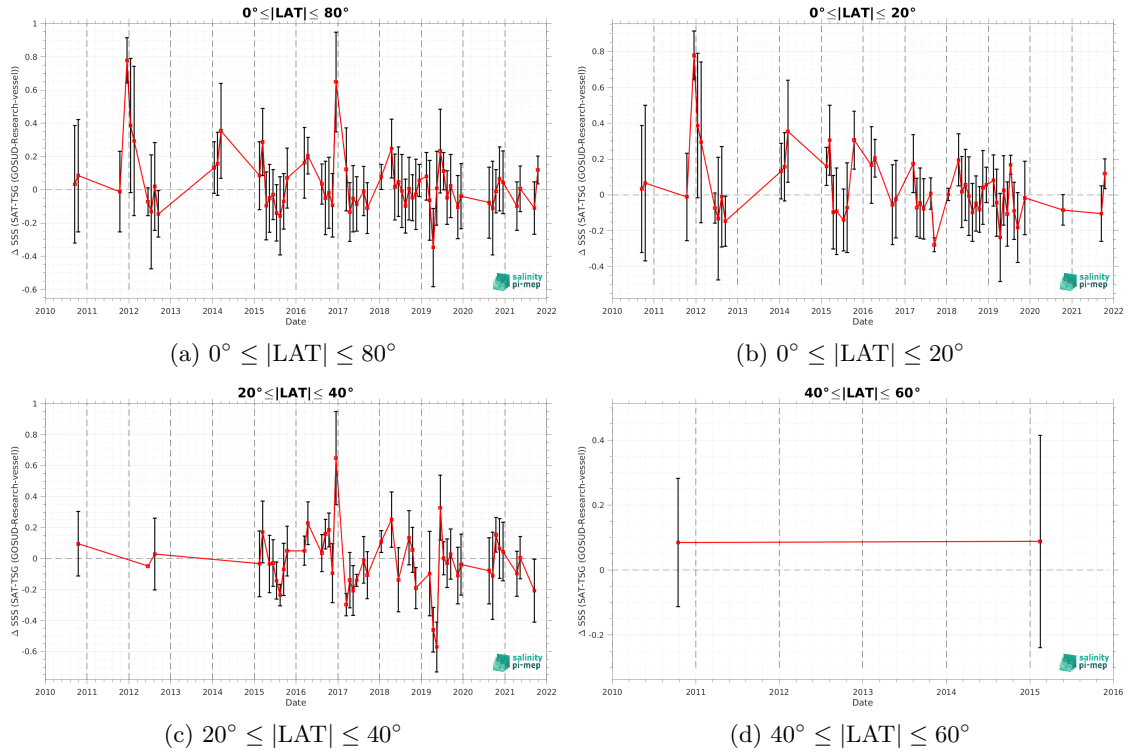 0°≤|LAT|≤ 80°
Δ SSS (SAT-TSG (GOSUD-Research-vessel))
1
0.8
0.6
0.4
0.2
0
-0.2
-0.4
-0.6
2010 2011 2012 2013 2014 2015 2016 2017 2018 2019 2020 2021 2022
Date
salinity
pi-mep
(a) 0° ≤ |LAT| ≤ 80°
0°≤|LAT|≤ 20°
Δ SSS (SAT-TSG (GOSUD-Research-vessel))
0.8
0.6
0.4
0.2
0
-0.2
-0.4
2010 2011 2012 2013 2014 2015 2016 2017 2018 2019 2020 2021 2022
Date
salinity
pi-mep
(b) 0° ≤ |LAT| ≤ 20°
20°≤|LAT|≤ 40°
Δ SSS (SAT-TSG (GOSUD-Research-vessel))
1
0.8
0.6
0.4
0.2
0
-0.2
-0.4
-0.6
2010 2011 2012 2013 2014 2015 2016 2017 2018 2019 2020 2021 2022
Date
salinity
pi-mep
(c) 20° ≤ |LAT| ≤ 40°
40°≤|LAT|≤ 60°
Δ SSS (SAT-TSG (GOSUD-Research-vessel))
0.4
0.2
0
-0.2
2010 2011 2012 2013 2014 2015 2016
Date
salinity
pi-mep
(d) 40° ≤ |LAT| ≤ 60°